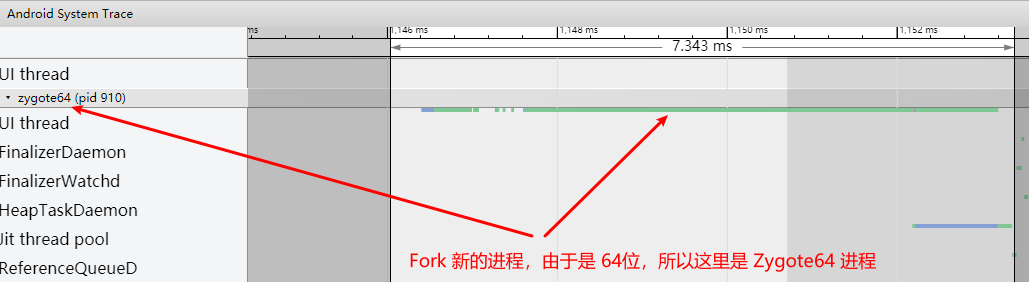 Android System Trace
ms 1,146 ms 1,148 ms 1,150 ms 1,152 ms
7.343 ms
UI thread
zygote64 (pid 910)
UI thread
FinalizerDaemon
FinalizerWatchd
HeapTaskDaemon
Jit thread pool
ReferenceQueueD
Fork 新的进程，由于是 64位，所以这里是 Zygote64 进程